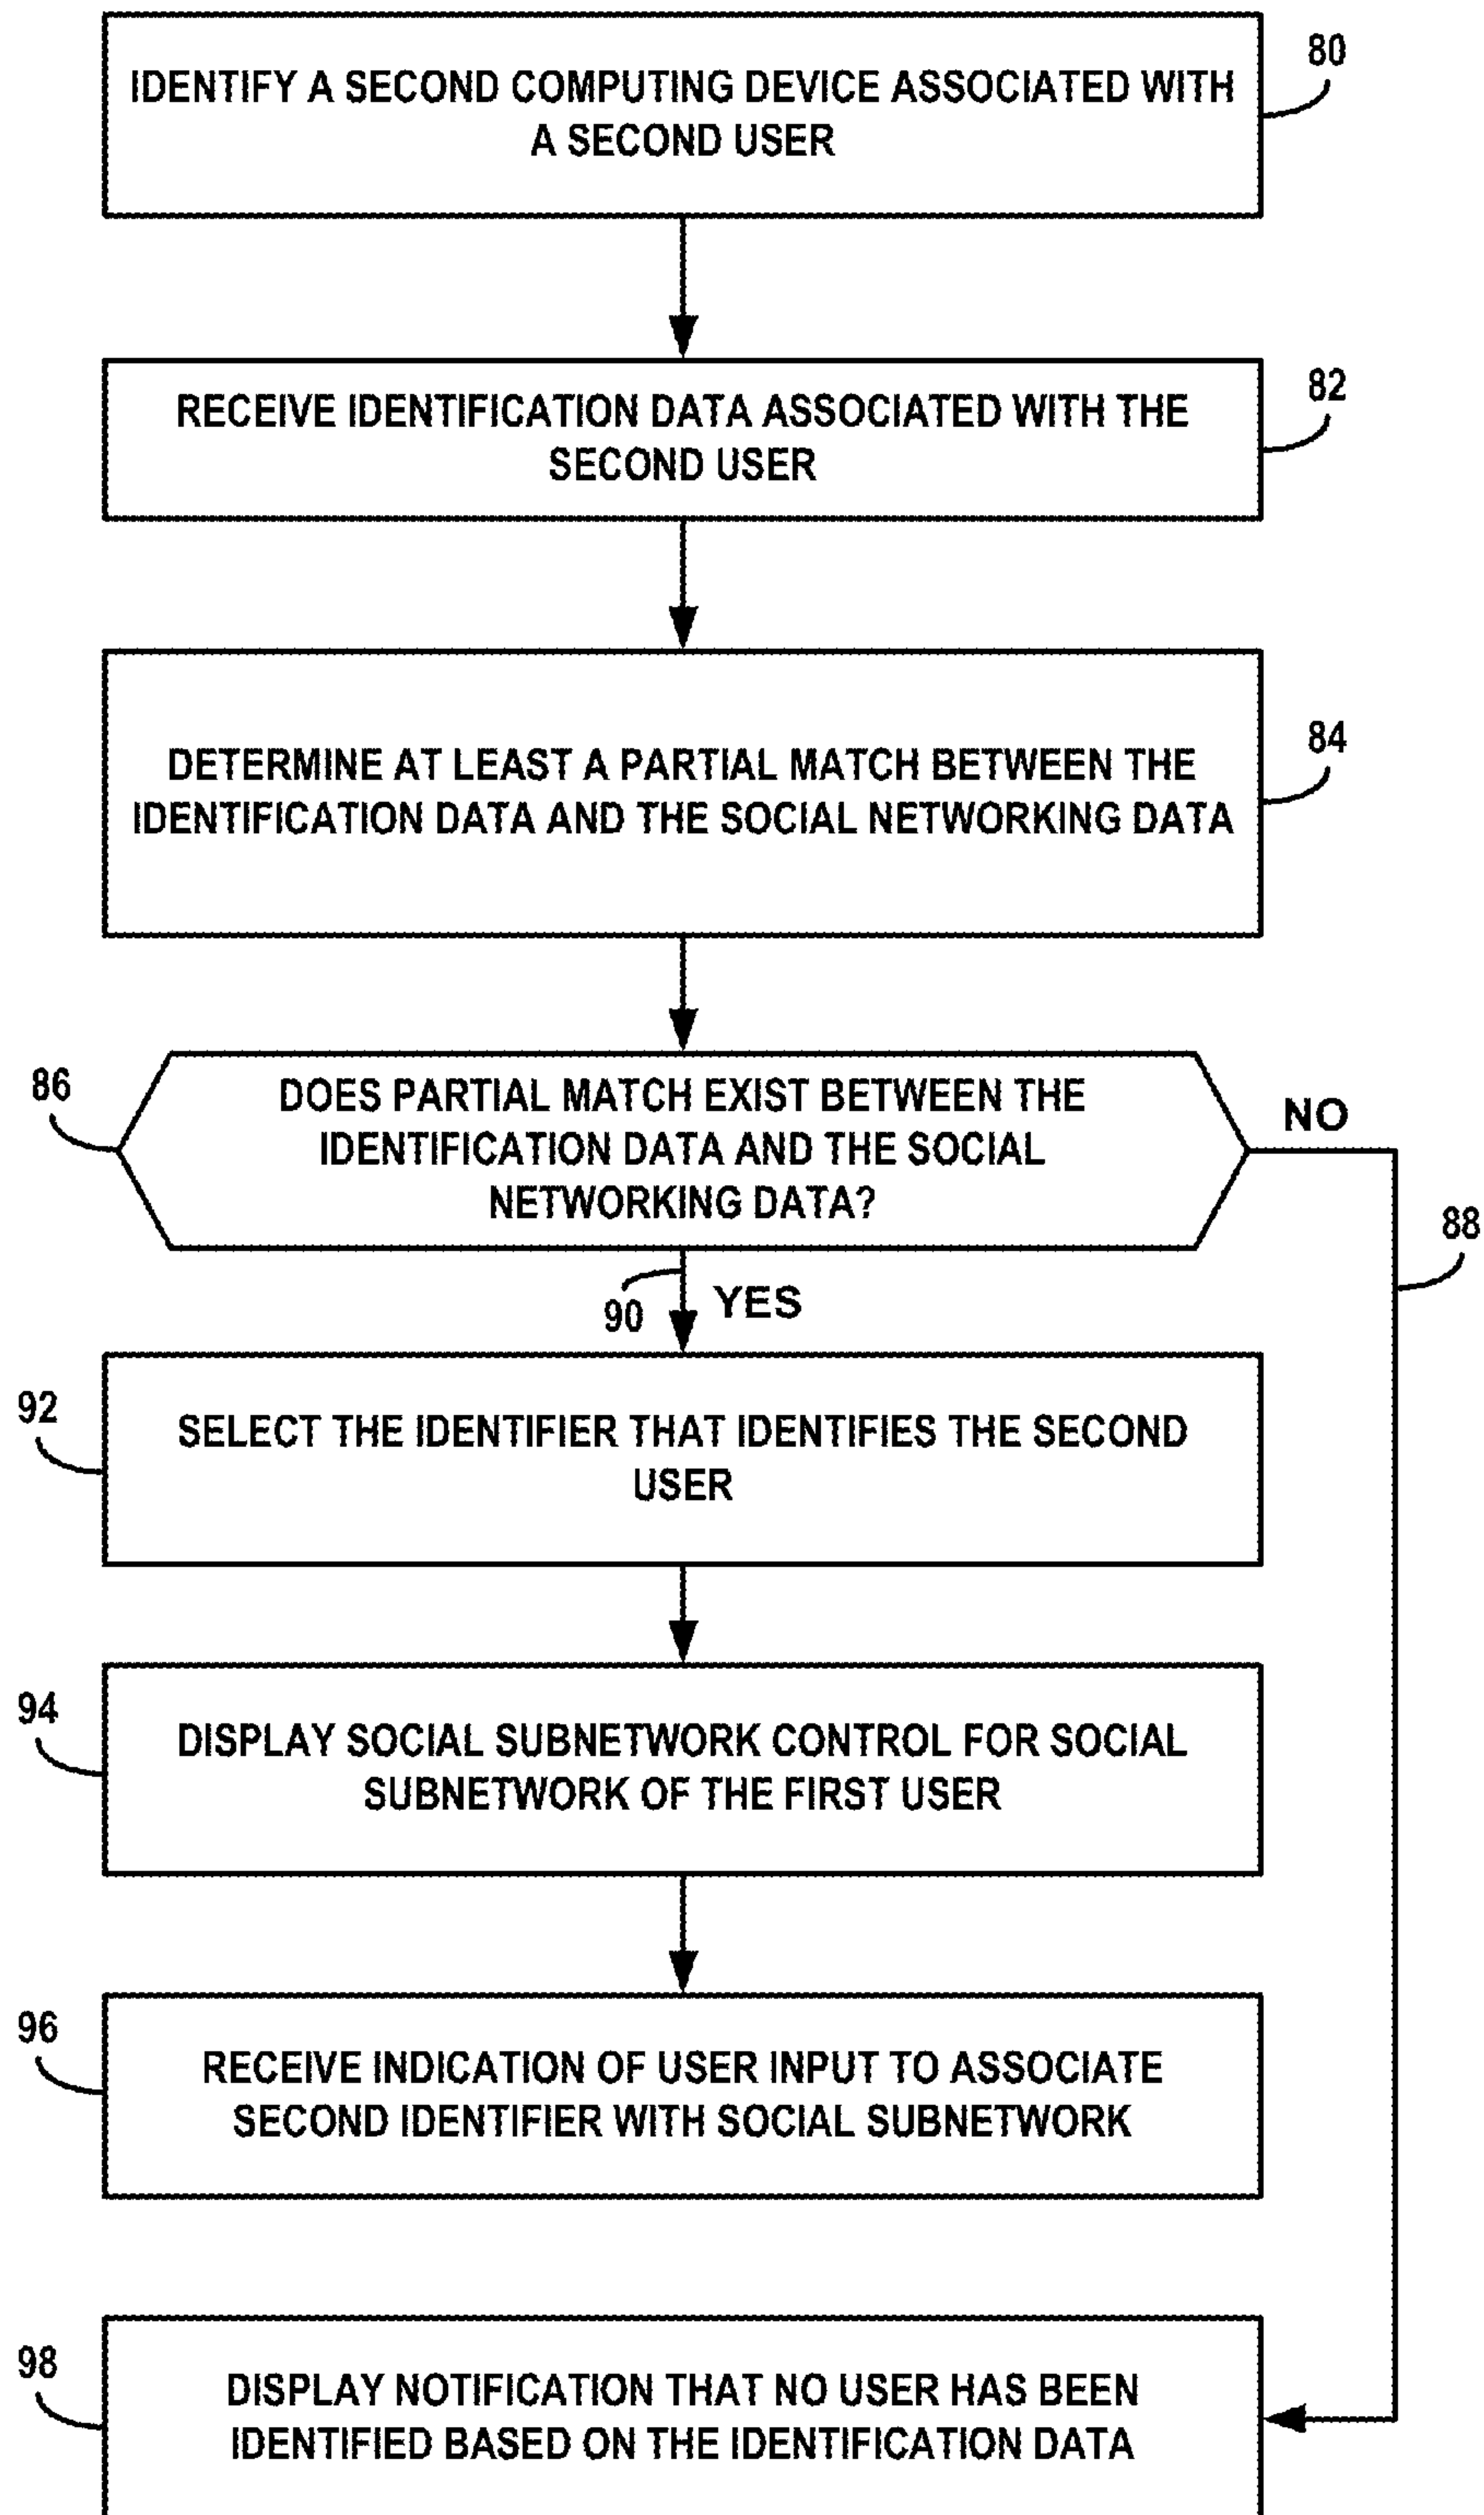 80
IDENTIFY A SECOND COMPUTING DEVICE ASSOCIATED WITH
A SECOND USER
82
RECEIVE IDENTIFICATION DATA ASSOCIATED WITH THE
SECOND USER
84
DETERMINE AT LEAST A PARTIAL MATCH BETWEEN THE
IDENTIFICATION DATA AND THE SOCIAL NETWORKING DATA
86
DOES PARTIAL MATCH EXIST BETWEEN THE
IDENTIFICATION DATA AND THE SOCIAL
NETWORKING DATA?
NO
88
90
YES
92
SELECT THE IDENTIFIER THAT IDENTIFIES THE SECOND
USER
94
DISPLAY SOCIAL SUBNETWORK CONTROL FOR SOCIAL
SUBNETWORK OF THE FIRST USER
96
RECEIVE INDICATION OF USER INPUT TO ASSOCIATE
SECOND IDENTIFIER WITH SOCIAL SUBNETWORK
98
DISPLAY NOTIFICATION THAT NO USER HAS BEEN
IDENTIFIED BASED ON THE IDENTIFICATION DATA